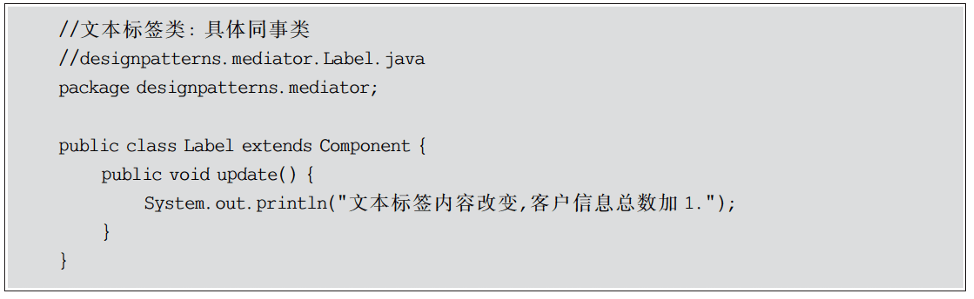 //文本标签类: 具体同事类
//designpatterns.mediator.Label.java
package designpatterns.mediator;
public class Label extends Component {
public void update() {
System.out.println("文本标签内容改变,客户信息总数加 1.");
}
}